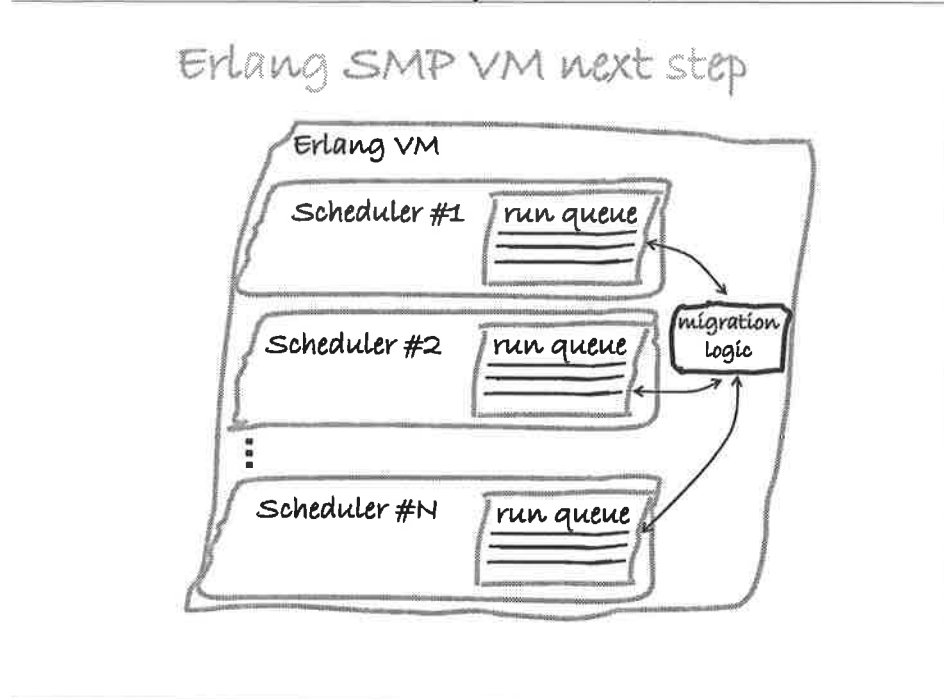 Erlang SMP VM next step
Erlang VM
Scheduler #1
run queue
migration
logic
Scheduler #2
run queue
Scheduler #N
run queue